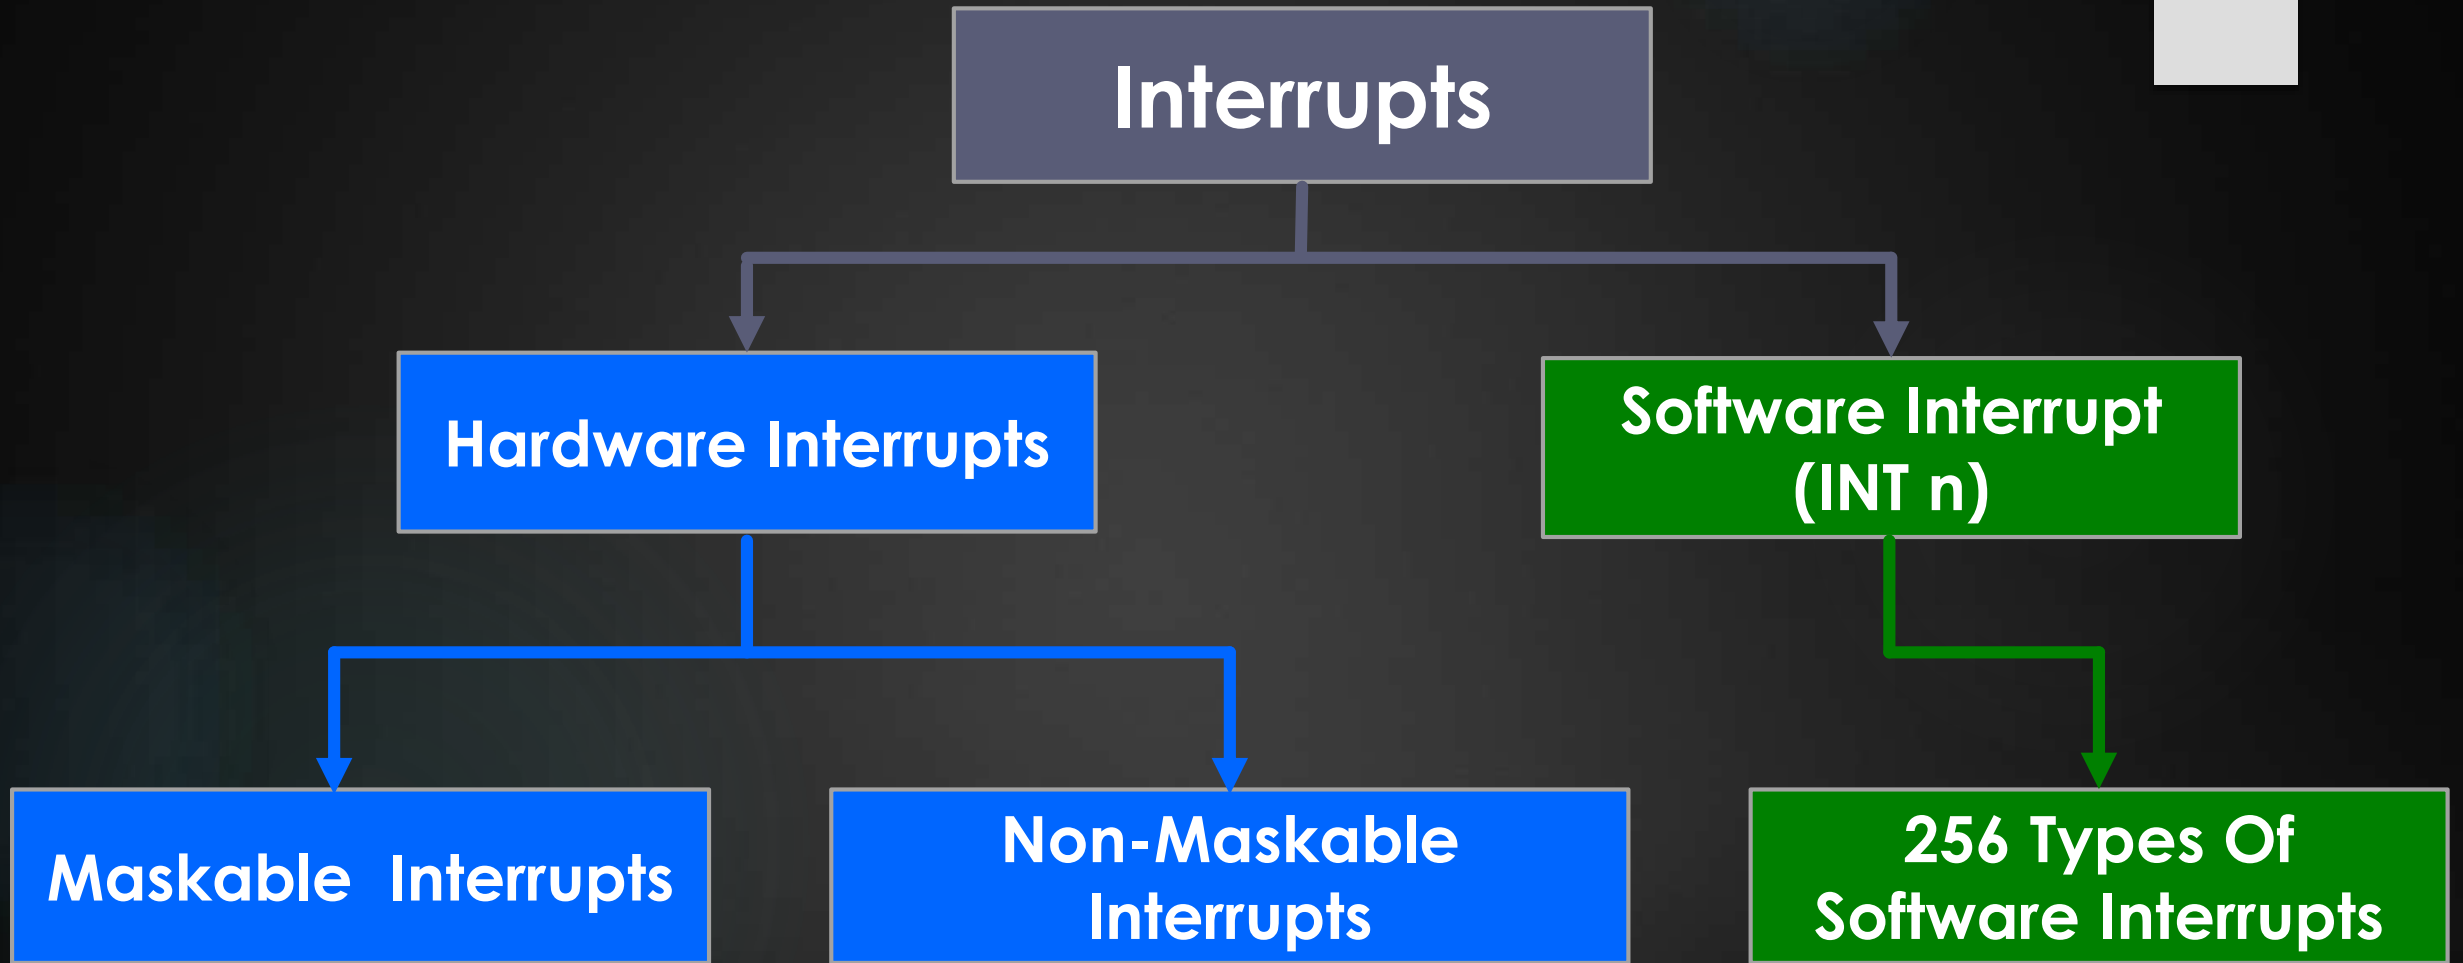 Interrupts
Hardware Interrupts
Software Interrupt
(INT n)
Maskable Interrupts
Non-Maskable
Interrupts
256 Types Of
Software Interrupts